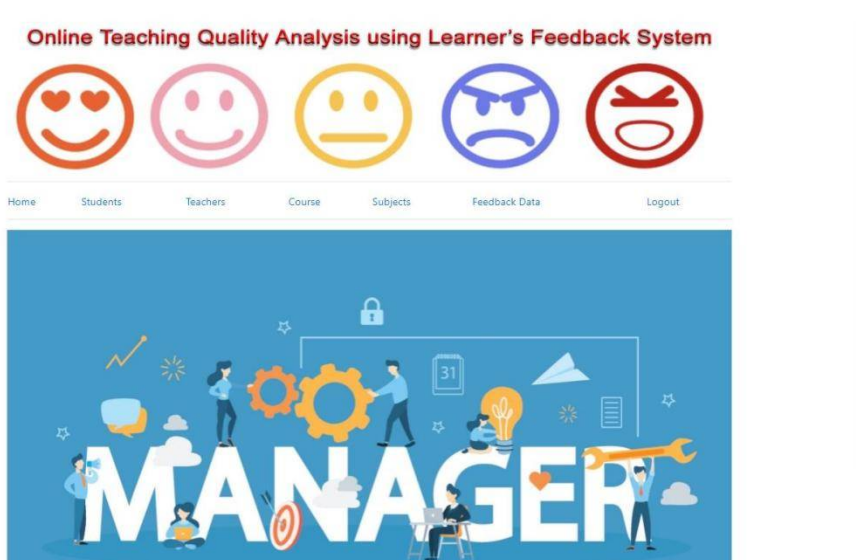 Online Teaching Quality Analysis using Learner's Feedback System
Home Students Teachers Course Subjects Feedback Data Logout
31
MANAGER